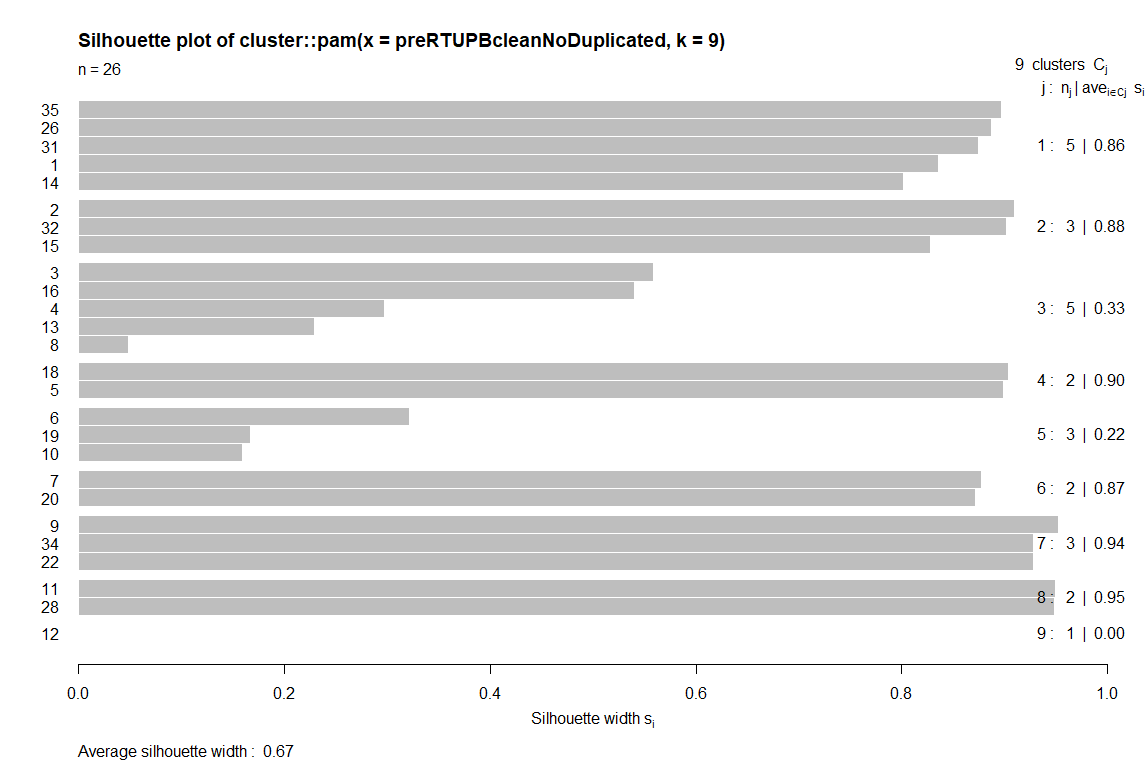 Silhouette plot of cluster::pam(x = preRTUPBcleanNoDuplicated, k = 9)
n = 26
9 clusters Cj
j : nj | avei∈Cj si
35
26
31
1
14
1 : 5 | 0.86
2
32
15
2 : 3 | 0.88
3
16
4
13
8
3 : 5 | 0.33
18
5
4 : 2 | 0.90
6
19
10
5 : 3 | 0.22
7
20
6 : 2 | 0.87
9
34
22
7 : 3 | 0.94
11
28
8 : 2 | 0.95
12
9 : 1 | 0.00
0.0 0.2 0.4 0.6 0.8 1.0
Silhouette width si
Average silhouette width : 0.67